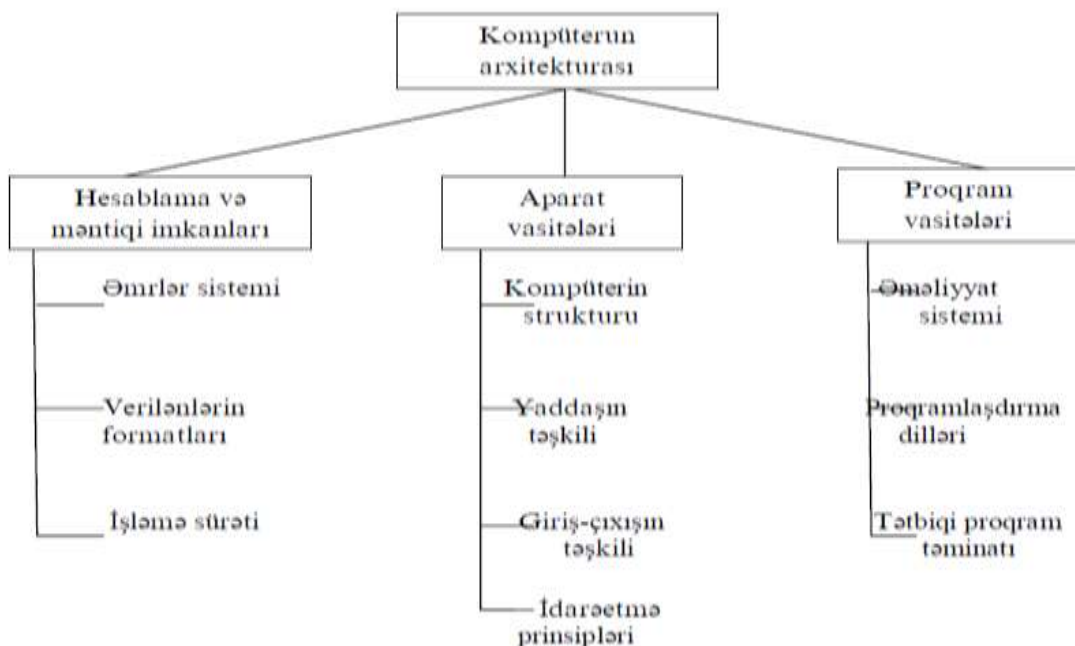 Kompüterun
arxitekturası
Hesablama və
məntiqi imkanları
Əmrlər sistemi
Verilənlərin
formatları
İşləmə sürəti
Aparat
vasitələri
Kompüterin
strukturu
Yaddaşın
təşkili
Giriş-çıxışın
təşkili
İdarəetmə
prinsipləri
Proqram
vasitələri
Əməliyyat
sistemi
Proqramlaşdırma
dilləri
Tətbiqi proqram
təminatı